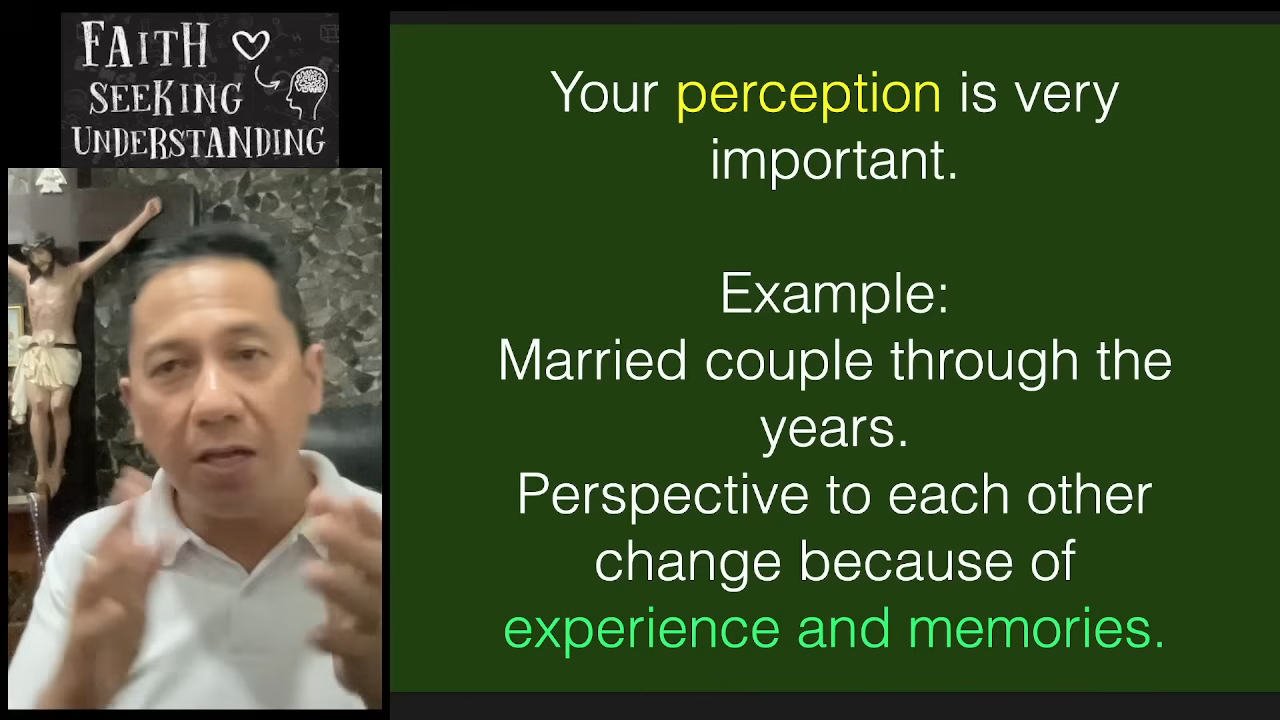 FAITH
SEEKING
UNDERSTANDING
Your perception is very
important.
Example:
Married couple through the
years.
Perspective to each other
change because of
experience and memories.